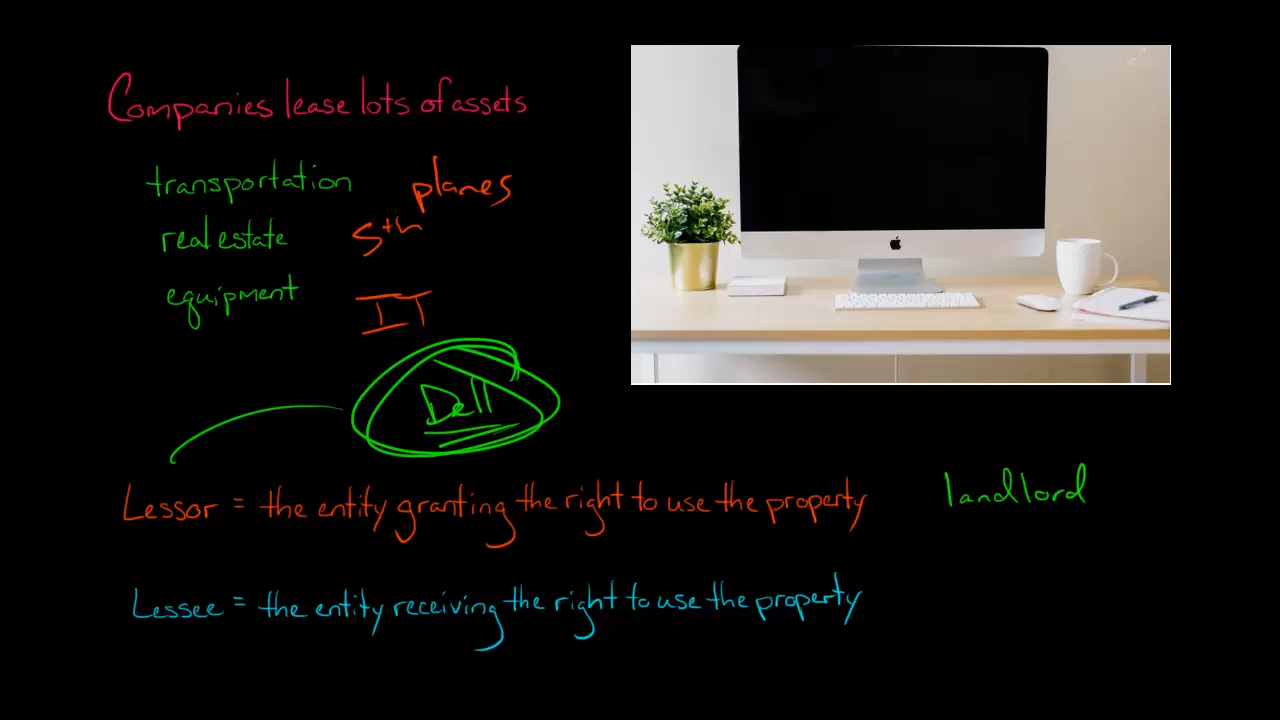 Companies lease lots of assets
transportation planes
real estate 5th
equipment IT
Dell
Lessor = the entity granting the right to use the property landlord
Lessee = the entity receiving the right to use the property